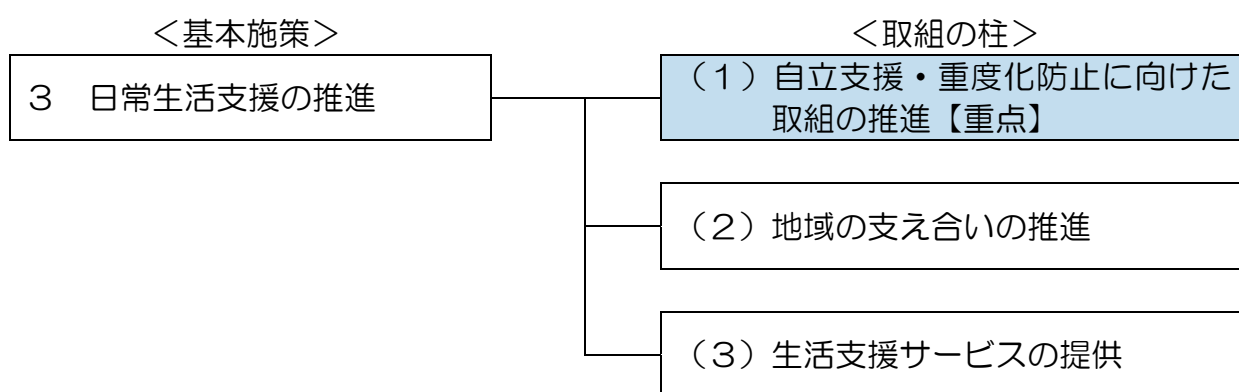 ＜基本施策＞
３　日常生活支援の推進
＜取組の柱＞
（１）自立支援・重度化防止に向けた
取組の推進【重点】
（２）地域の支え合いの推進
（３）生活支援サービスの提供